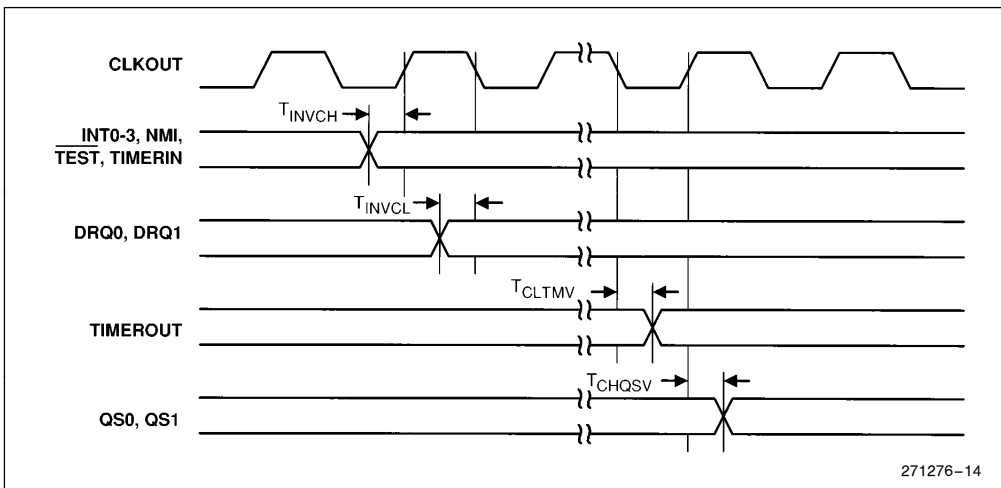 CLKOUT
TINVCH
INT0-3, NMI,
TEST, TIMERIN
TINVCL
DRQ0, DRQ1
TCLTMV
TIMEROUT
TCHQSV
QS0, QS1
271276–14